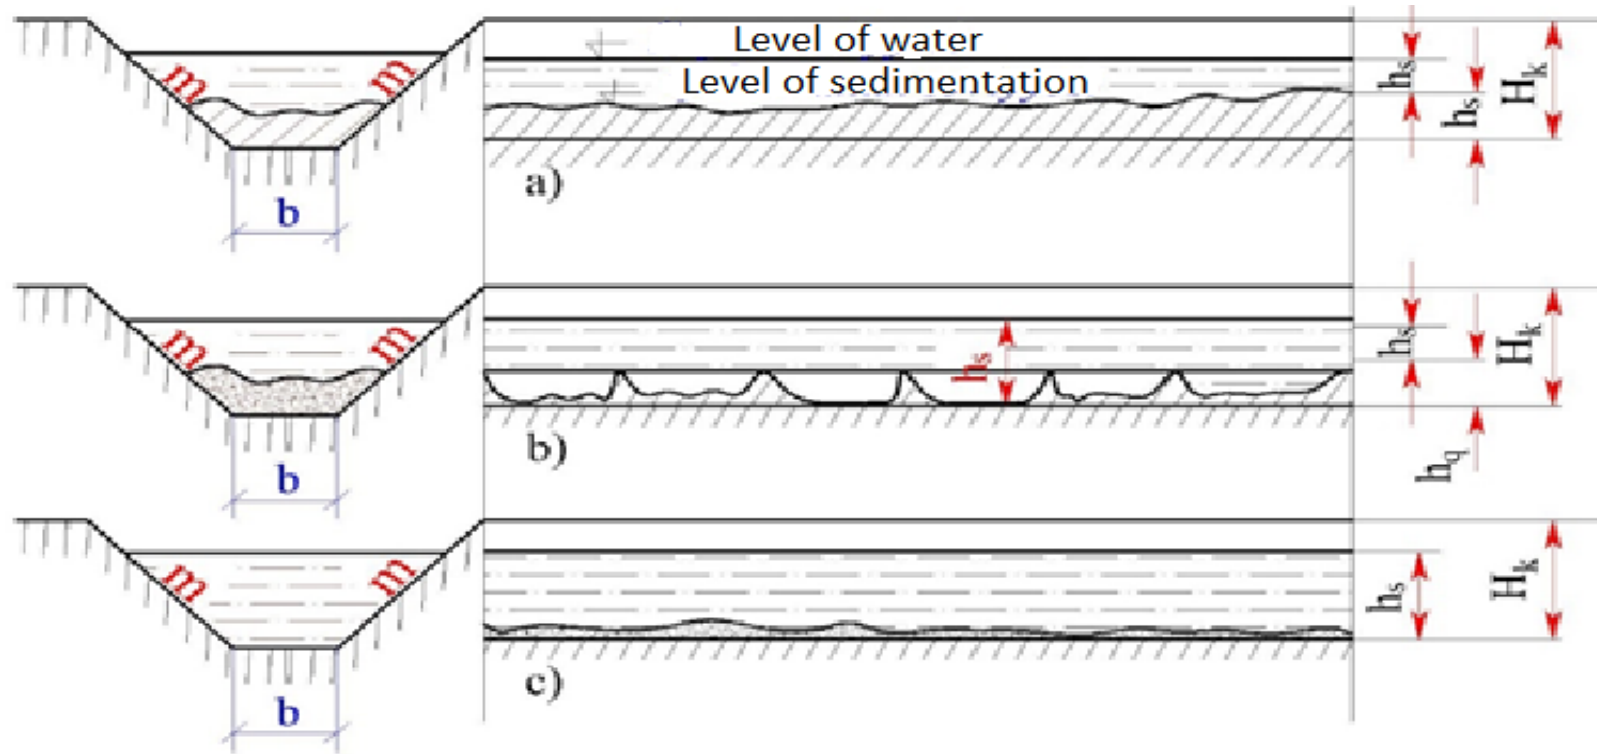 Level of water
m m
Level of sedimentation
hs
hs
Hk
a)
b
m m
hs
hs
Hk
b)
hq
b
m m
hs
Hk
c)
b